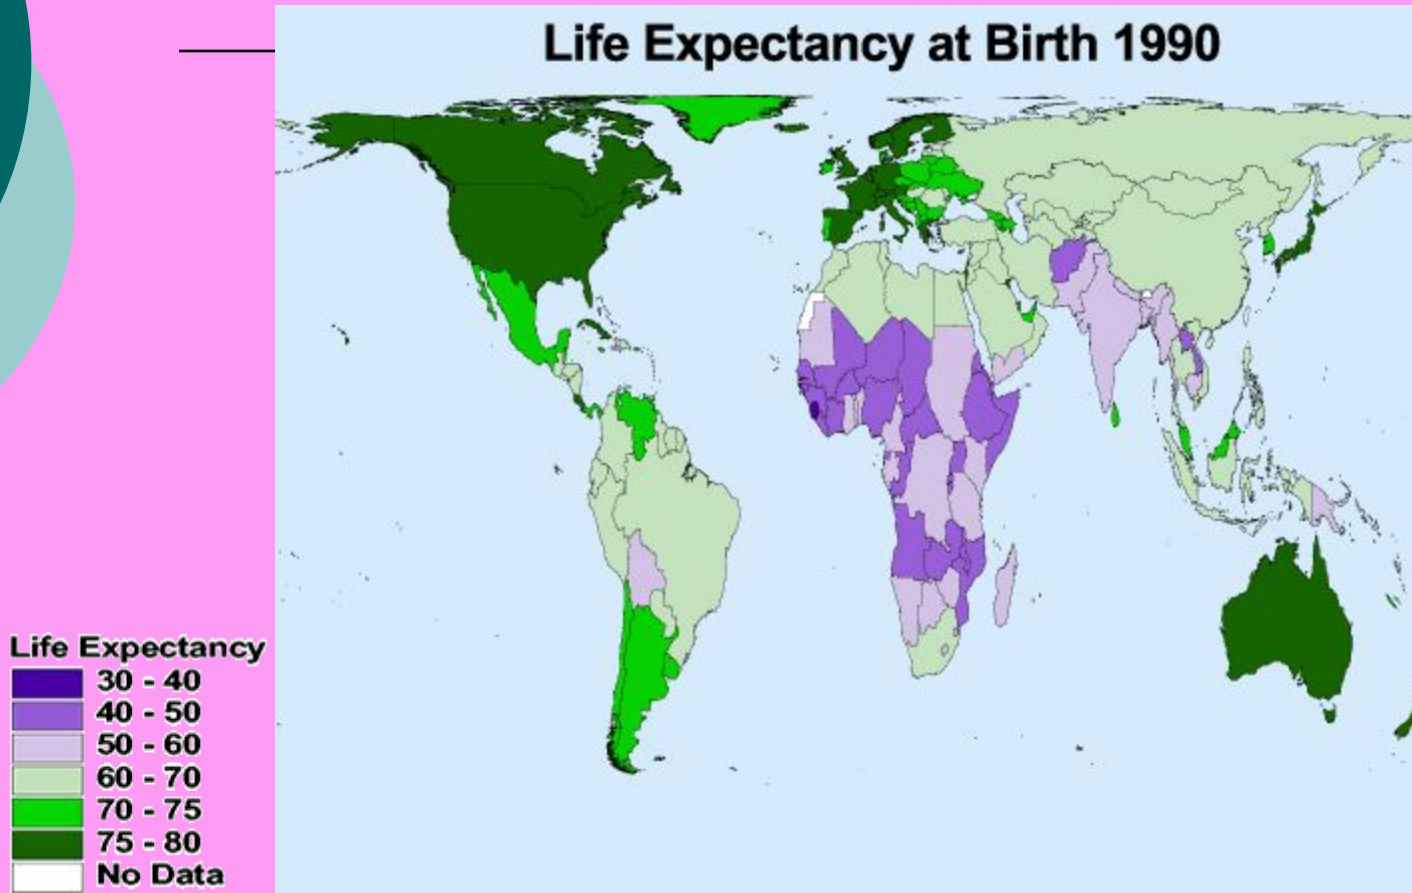 Life Expectancy at Birth 1990
Life Expectancy
30 - 40
40 - 50
50 - 60
60 - 70
70 - 75
75 - 80
No Data